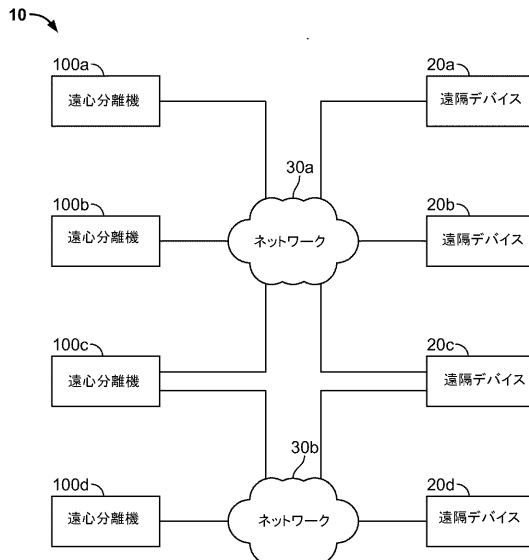 10
100a
遠心分離機
20a
遠隔デバイス
30a
100b
遠心分離機
ネットワーク
20b
遠隔デバイス
100c
遠心分離機
20c
遠隔デバイス
30b
100d
遠心分離機
ネットワーク
20d
遠隔デバイス